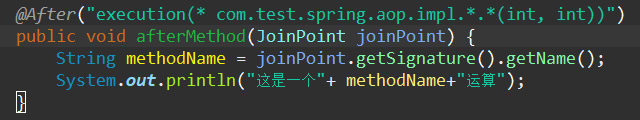 @After("execution(* com.test.spring.aop.impl.*.*(int, int))")
public void afterMethod(JoinPoint joinPoint) {
    String methodName = joinPoint.getSignature().getName();
    System.out.println("这是一个"+ methodName+"运算");
}